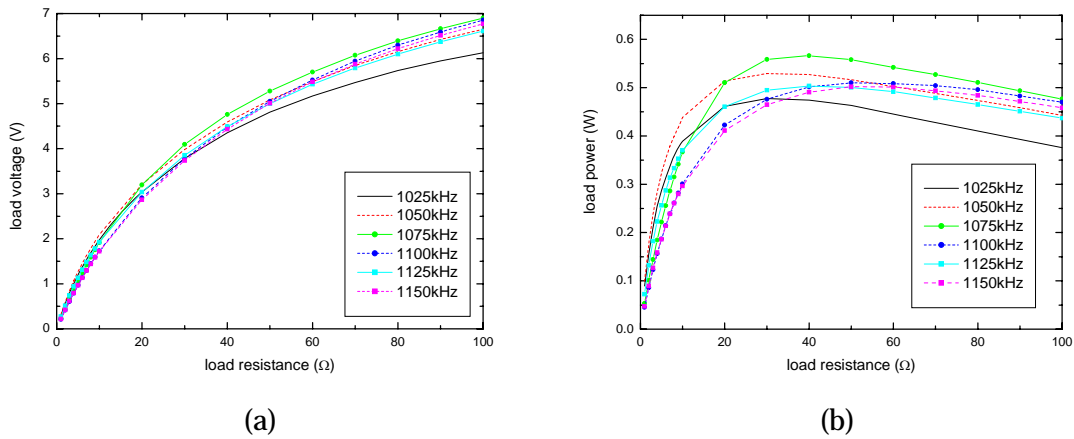 7
6
5
4
3
2
1
0
load voltage (V)
0
20
40
60
80
100
load resistance (Ω)
1025kHz
1050kHz
1075kHz
1100kHz
1125kHz
1150kHz
(a)
0.6
0.5
0.4
0.3
0.2
0.1
0.0
load power (W)
0
20
40
60
80
100
load resistance (Ω)
1025kHz
1050kHz
1075kHz
1100kHz
1125kHz
1150kHz
(b)